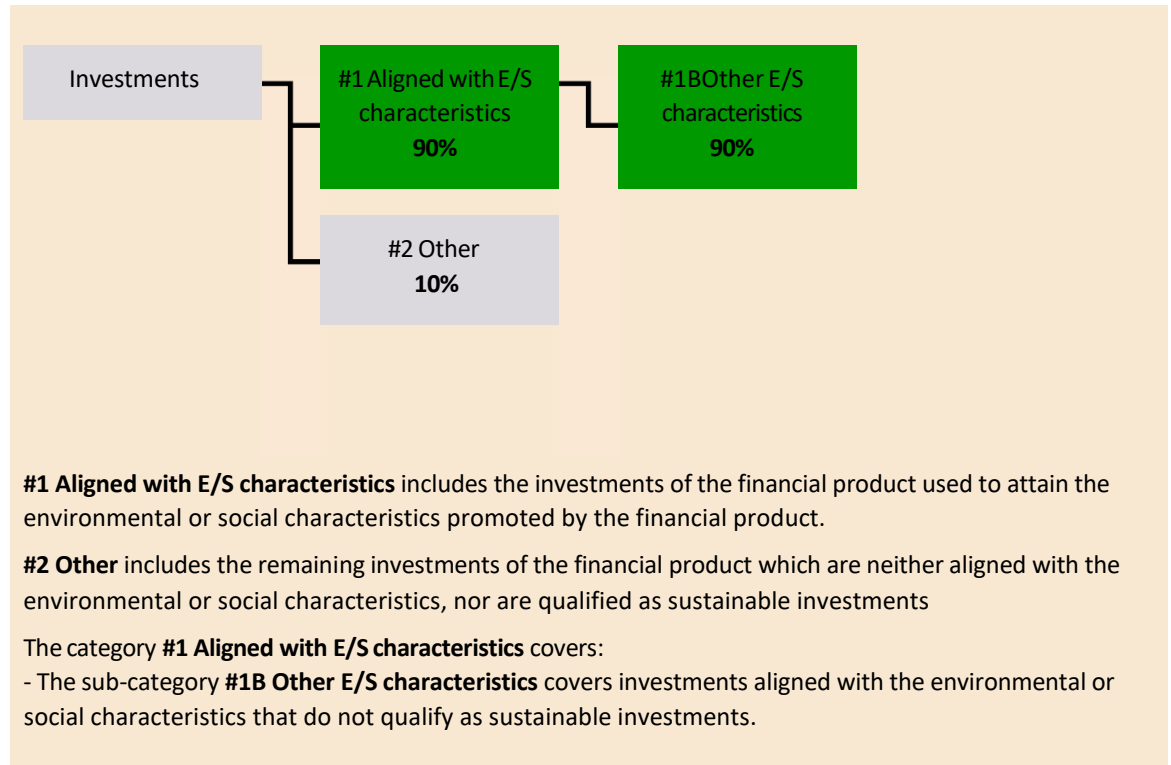 Investments
#1 Aligned with E/S
characteristics
90%
#1BOther E/S
characteristics
90%
#2 Other
10%
#1 Aligned with E/S characteristics includes the investments of the financial product used to attain the
environmental or social characteristics promoted by the financial product.
#2 Other includes the remaining investments of the financial product which are neither aligned with the
environmental or social characteristics, nor are qualified as sustainable investments
The category #1 Aligned with E/S characteristics covers:
- The sub-category #1B Other E/S characteristics covers investments aligned with the environmental or
social characteristics that do not qualify as sustainable investments.